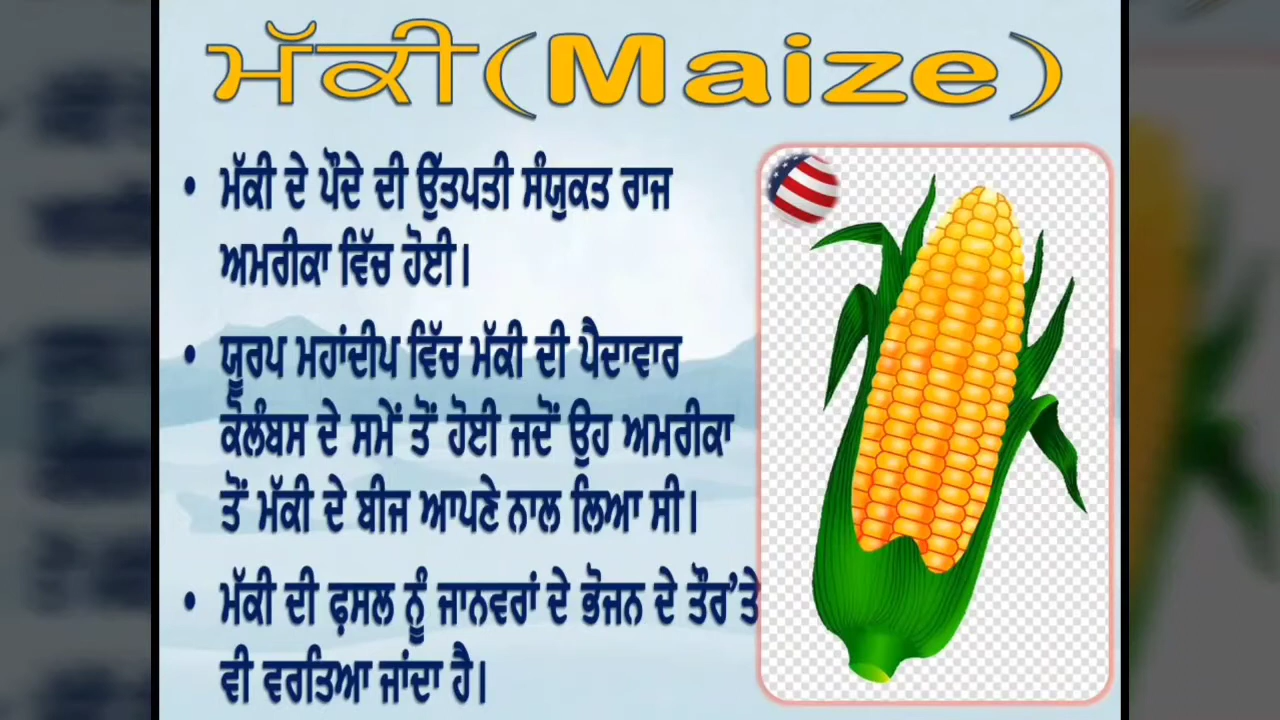 ਮੱਕੀ(Maize)
• ਮੱਕੀ ਦੇ ਪੌਦੇ ਦੀ ਉੱਤਪਤੀ ਸੰਯੁਕਤ ਰਾਜ
ਅਮਰੀਕਾ ਵਿੱਚ ਹੋਈ।
• ਯੂਰਪ ਮਹਾਂਦੀਪ ਵਿੱਚ ਮੱਕੀ ਦੀ ਪੈਦਾਵਾਰ
ਕੋਲੰਬਸ ਦੇ ਸਮੇਂ ਤੋਂ ਹੋਈ ਜਦੋਂ ਉਹ ਅਮਰੀਕਾ
ਤੋਂ ਮੱਕੀ ਦੇ ਬੀਜ ਆਪਣੇ ਨਾਲ ਲਿਆ ਸੀ।
• ਮੱਕੀ ਦੀ ਫ਼ਸਲ ਨੂੰ ਜਾਨਵਰਾਂ ਦੇ ਭੋਜਨ ਦੇ ਤੌਰ’ਤੇ
ਵੀ ਵਰਤਿਆ ਜਾਂਦਾ ਹੈ।